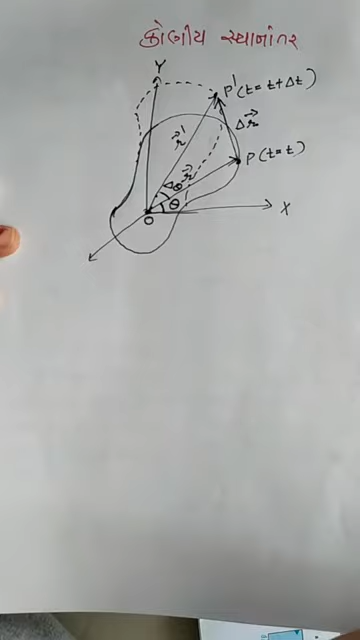 કોણીય સ્થાનાંતર
Y
P'(t = t + Δt)
Δr⃗
r⃗'
P(t = t)
r⃗
Δθ
θ
O
X